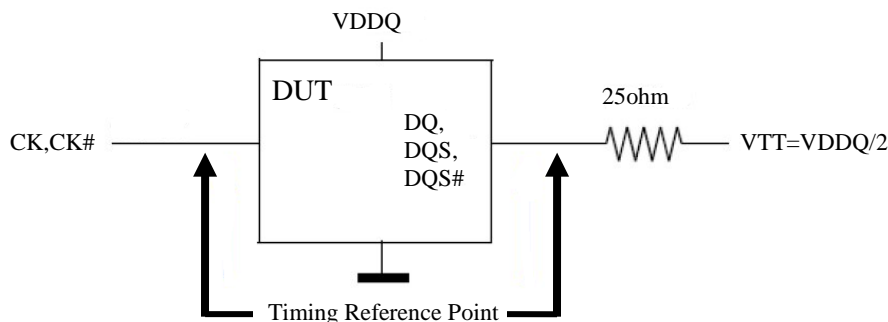 VDDQ
DUT
25ohm
DQ,
CK,CK#
DQS,
VTT=VDDQ/2
DQS#
Timing Reference Point